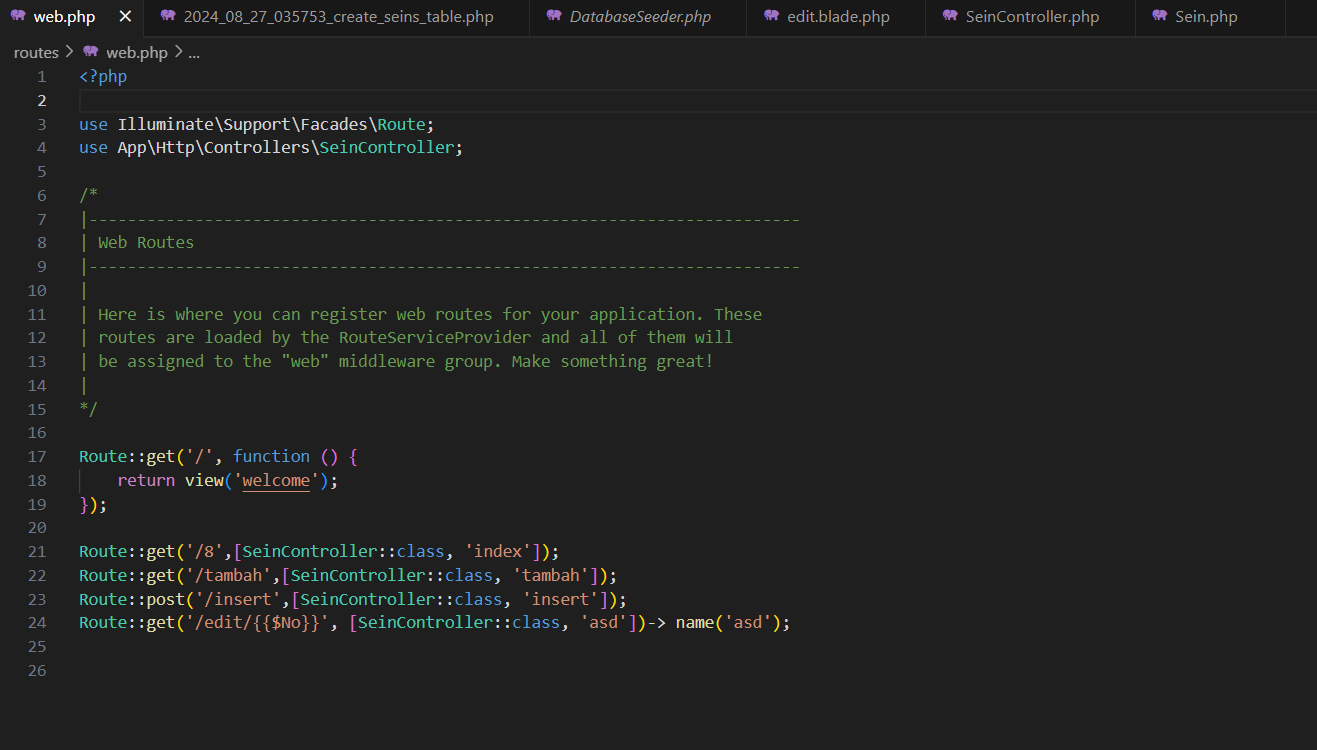 web.php
2024_08_27_035753_create_seins_table.php
DatabaseSeeder.php
edit.blade.php
SeinController.php
Sein.php
routes > web.php > ...
1 <?php
2
3 use Illuminate\Support\Facades\Route;
4 use App\Http\Controllers\SeinController;
5
6 /*
7 |--------------------------------------------------------------------------
8 | Web Routes
9 |--------------------------------------------------------------------------
10 |
11 | Here is where you can register web routes for your application. These
12 | routes are loaded by the RouteServiceProvider and all of them will
13 | be assigned to the "web" middleware group. Make something great!
14 |
15 */
16
17 Route::get('/', function () {
18     return view('welcome');
19 });
20
21 Route::get('/8',[SeinController::class, 'index']);
22 Route::get('/tambah',[SeinController::class, 'tambah']);
23 Route::post('/insert',[SeinController::class, 'insert']);
24 Route::get('/edit/{{$No}}', [SeinController::class, 'asd'])-> name('asd');
25
26